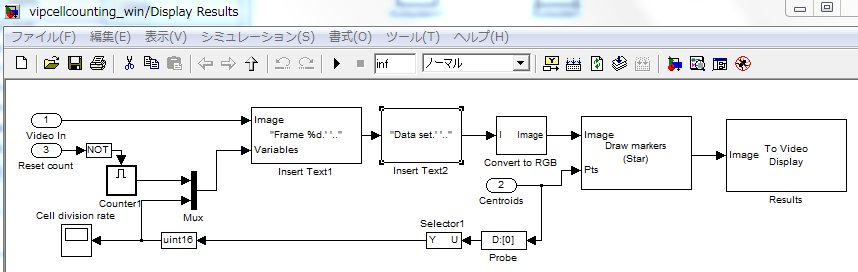 vipcellcounting_win/Display Results
ファイル(F) 編集(E) 表示(V) シミュレーション(S) 書式(O) ツール(T) ヘルプ(H)
inf ノーマル
1
Video In
3
Reset count
NOT
Counter1
Mux
Image
"Frame %d.' '.."
Variables
Insert Text1
"Data set.' '.."
Insert Text2
I Image
Convert to RGB
2
Centroids
Image
Draw markers
(Star)
Pts
Image To Video
Display
Results
Cell division rate
uint16
Selector1
Y U
D:[0]
Probe